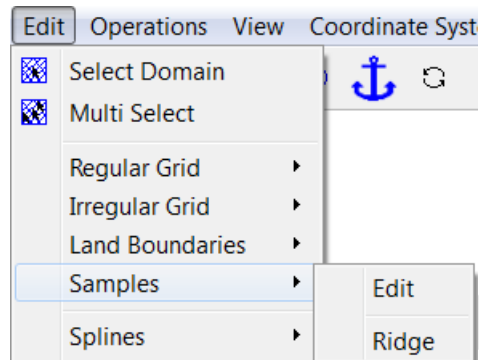 Edit Operations View Coordinate Syst
Select Domain
Multi Select
Regular Grid
Irregular Grid
Land Boundaries
Samples
Edit
Splines
Ridge